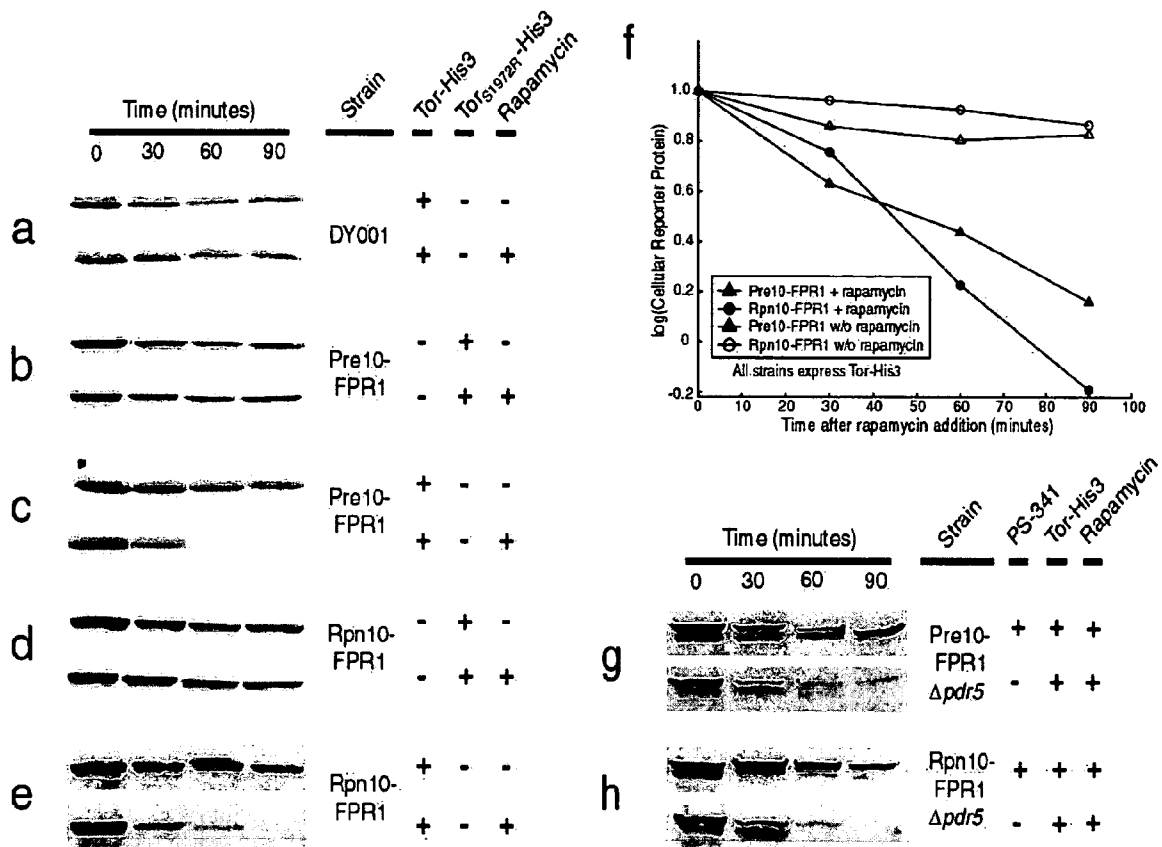 Time (minutes)
0 30 60 90
Strain
Tor-His3
TorS1972R-His3
Rapamycin
a
DY001
+ - -
+ - +
b
Pre10-
FPR1
- + -
- + +
c
Pre10-
FPR1
+ - -
+ - +
d
Rpn10-
FPR1
- + -
- + +
e
Rpn10-
FPR1
+ - -
+ - +
f
log(Cellular Reporter Protein)
1.0
0.8
0.6
0.4
0.2
0
-0.2
Pre10-FPR1 + rapamycin
Rpn10-FPR1 + rapamycin
Pre10-FPR1 w/o rapamycin
Rpn10-FPR1 w/o rapamycin
All strains express Tor-His3
0 10 20 30 40 50 60 70 80 90 100
Time after rapamycin addition (minutes)
Time (minutes)
0 30 60 90
Strain
PS-341
Tor-His3
Rapamycin
g
Pre10-
FPR1
Δpdr5
+ + +
- + +
h
Rpn10-
FPR1
Δpdr5
+ + +
- + +